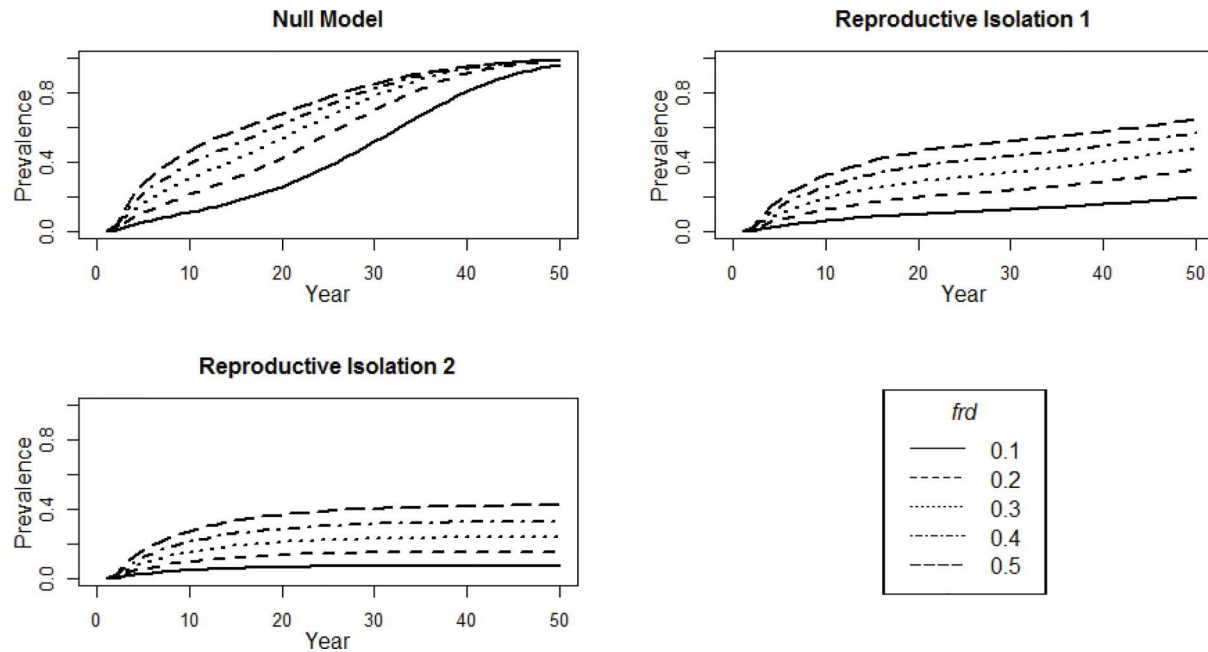 Null Model
Prevalence
0.0 0.4 0.8
0 10 20 30 40 50
Year
Reproductive Isolation 1
Prevalence
0.0 0.4 0.8
0 10 20 30 40 50
Year
Reproductive Isolation 2
Prevalence
0.0 0.4 0.8
0 10 20 30 40 50
Year
frd
0.1
0.2
0.3
0.4
0.5